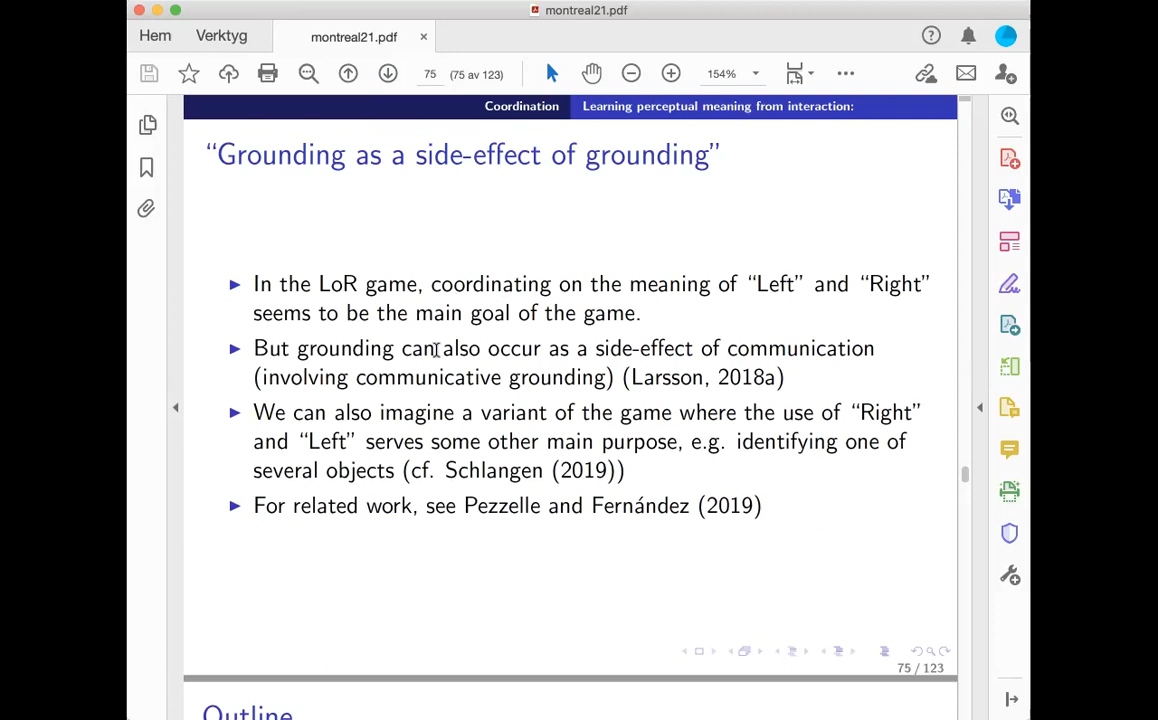 montreal21.pdf
Hem Verktyg montreal21.pdf ×
75 (75 av 123) 154%
Coordination Learning perceptual meaning from interaction:
“Grounding as a side-effect of grounding”
In the LoR game, coordinating on the meaning of “Left” and “Right”
seems to be the main goal of the game.
But grounding can also occur as a side-effect of communication
(involving communicative grounding) (Larsson, 2018a)
We can also imagine a variant of the game where the use of “Right”
and “Left” serves some other main purpose, e.g. identifying one of
several objects (cf. Schlangen (2019))
For related work, see Pezzelle and Fernández (2019)
75 / 123
Outline